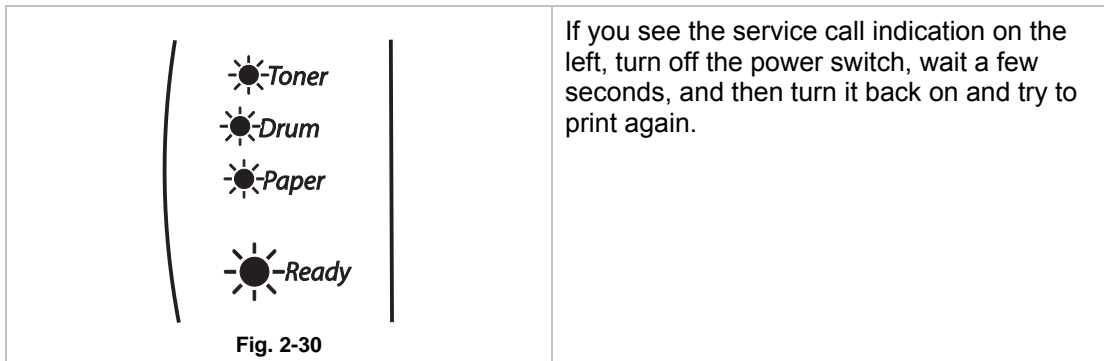 Toner
Drum
Paper
Ready
Fig. 2-30
If you see the service call indication on the
left, turn off the power switch, wait a few
seconds, and then turn it back on and try to
print again.